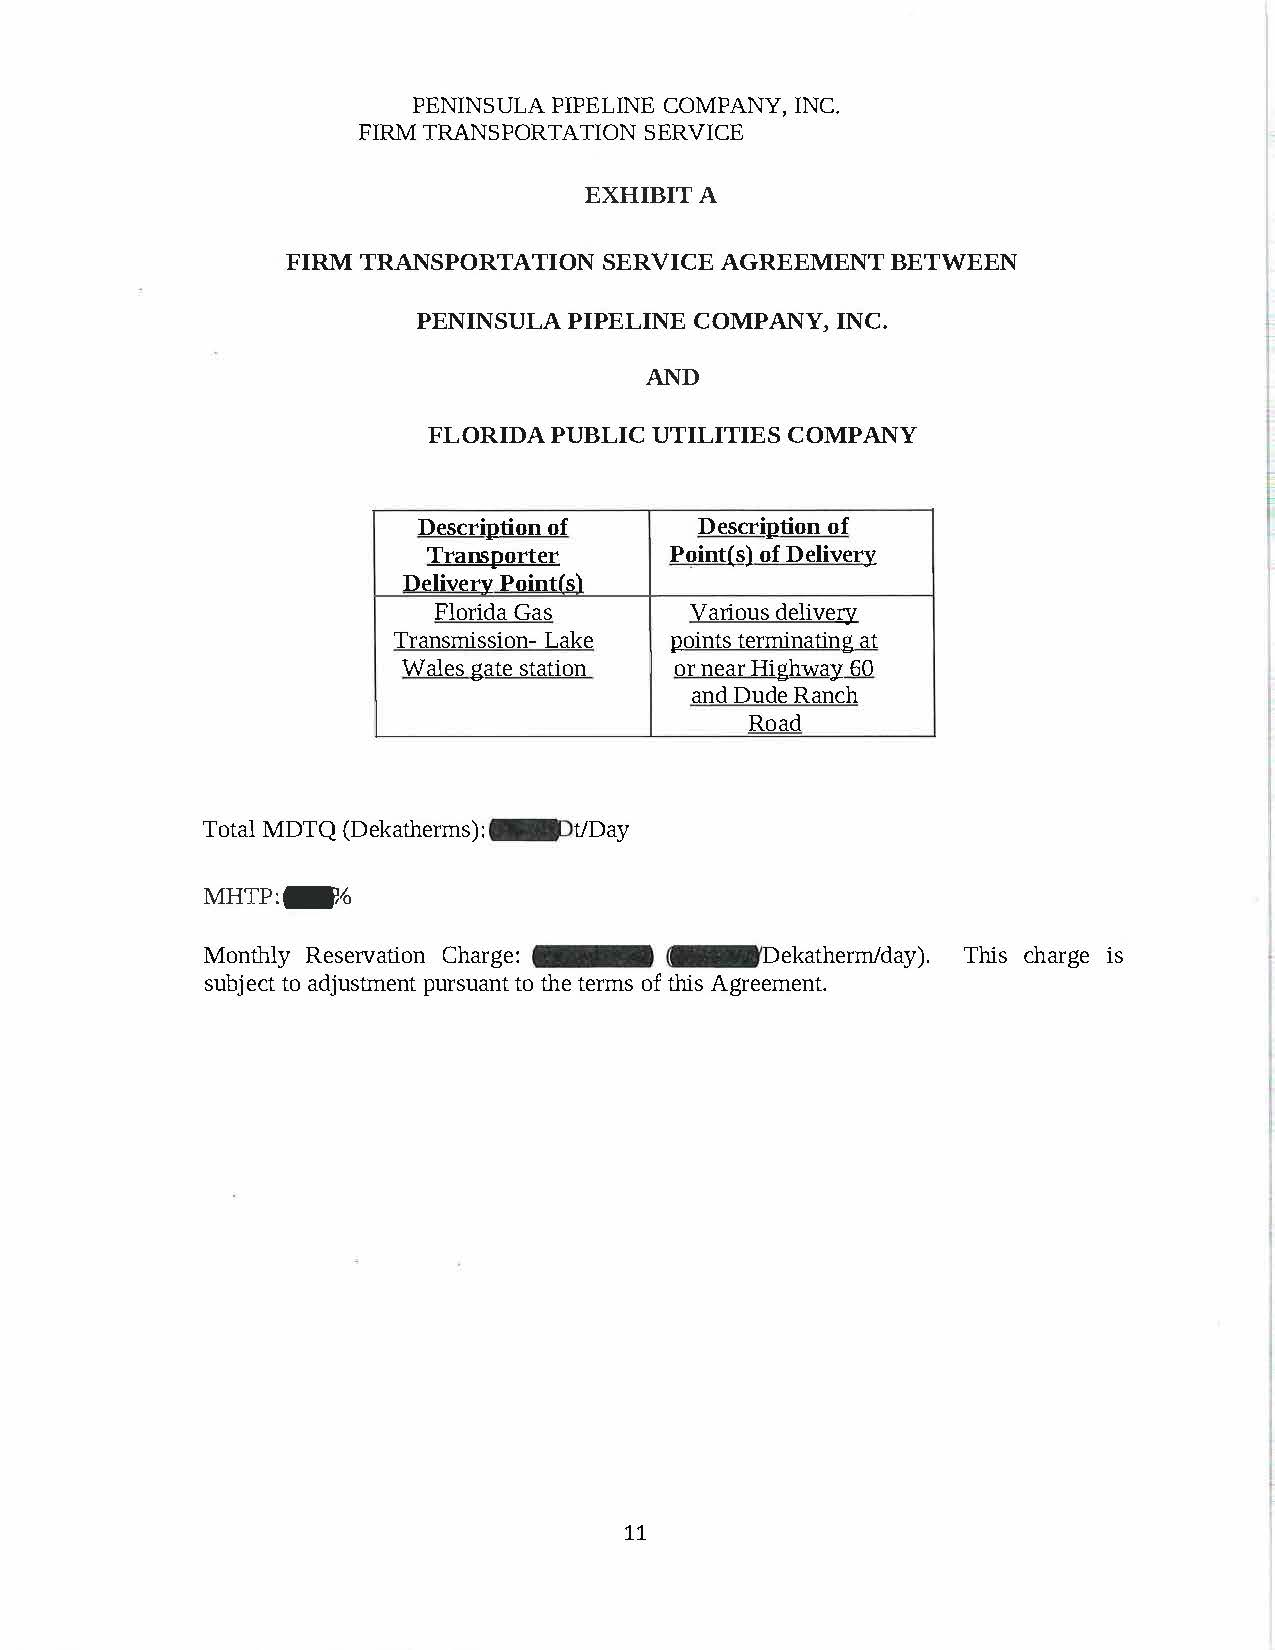 PENINSULA PIPELINE COMPANY, INC.
FIRM TRANSPORTATION SERVICE
EXHIBIT A
FIRM TRANSPORTATION SERVICE AGREEMENT BETWEEN
PENINSULA PIPELINE COMPANY, INC.
AND
FLORIDA PUBLIC UTILITIES COMPANY
Description of
Transporter
Delivery Point(s)
Description of
Point(s) of Delivery
Florida Gas
Transmission- Lake
Wales gate station
Various delivery
points terminating at
or near Highway 60
and Dude Ranch
Road
Total MDTQ (Dekatherms): Dt/Day
MHTP: %
Monthly Reservation Charge: ( /Dekatherm/day). This charge is
subject to adjustment pursuant to the terms of this Agreement.
11